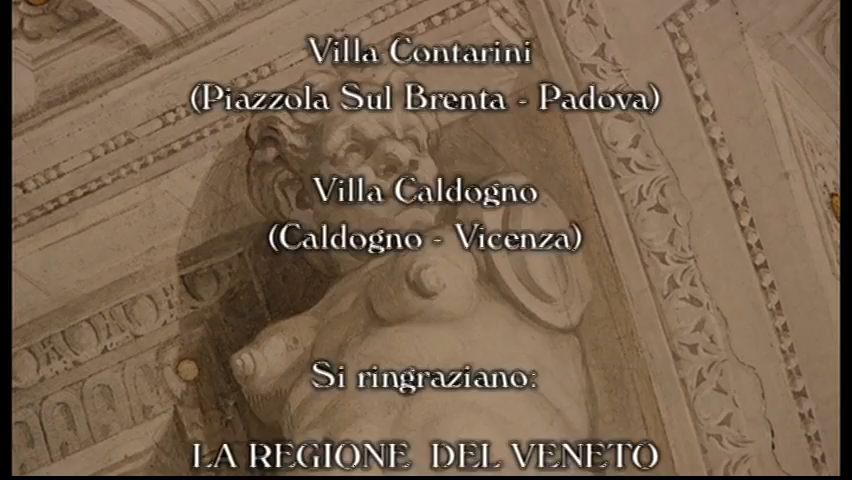 Villa Contarini
(Piazzola Sul Brenta - Padova)
Villa Caldogno
(Caldogno - Vicenza)
Si ringraziano:
LA REGIONE DEL VENETO